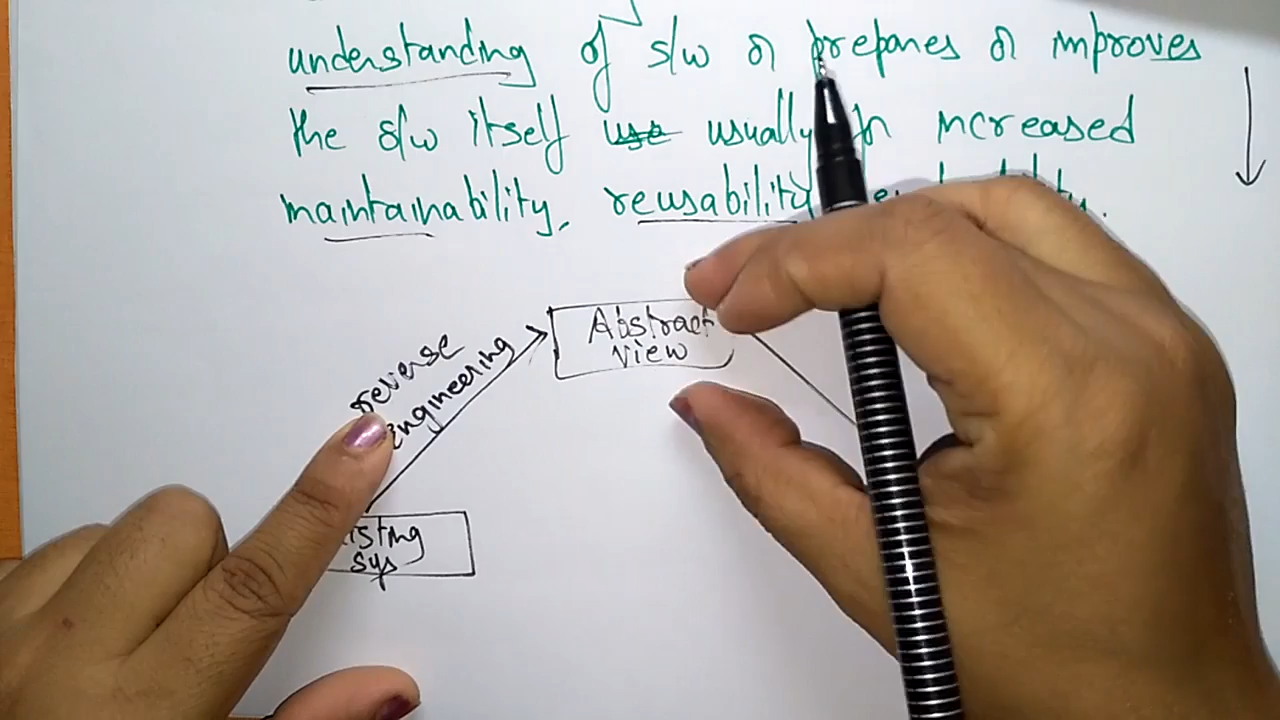 understanding of s/w or prepares or improves
the s/w itself use usually for increased
maintainability, reusability
Abstract
view
reverse
engineering
sys